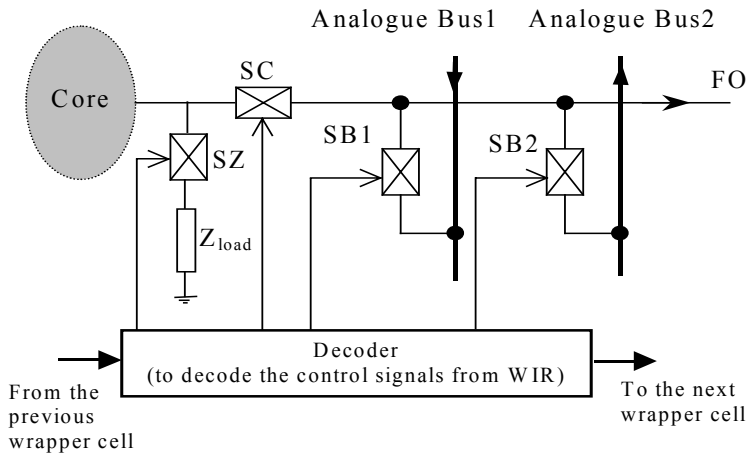 Analogue Bus1
Analogue Bus2
SC
FO
Core
SB1
SB2
SZ
Zload
Decoder
(to decode the control signals from WIR)
From the
previous
wrapper cell
To the next
wrapper cell